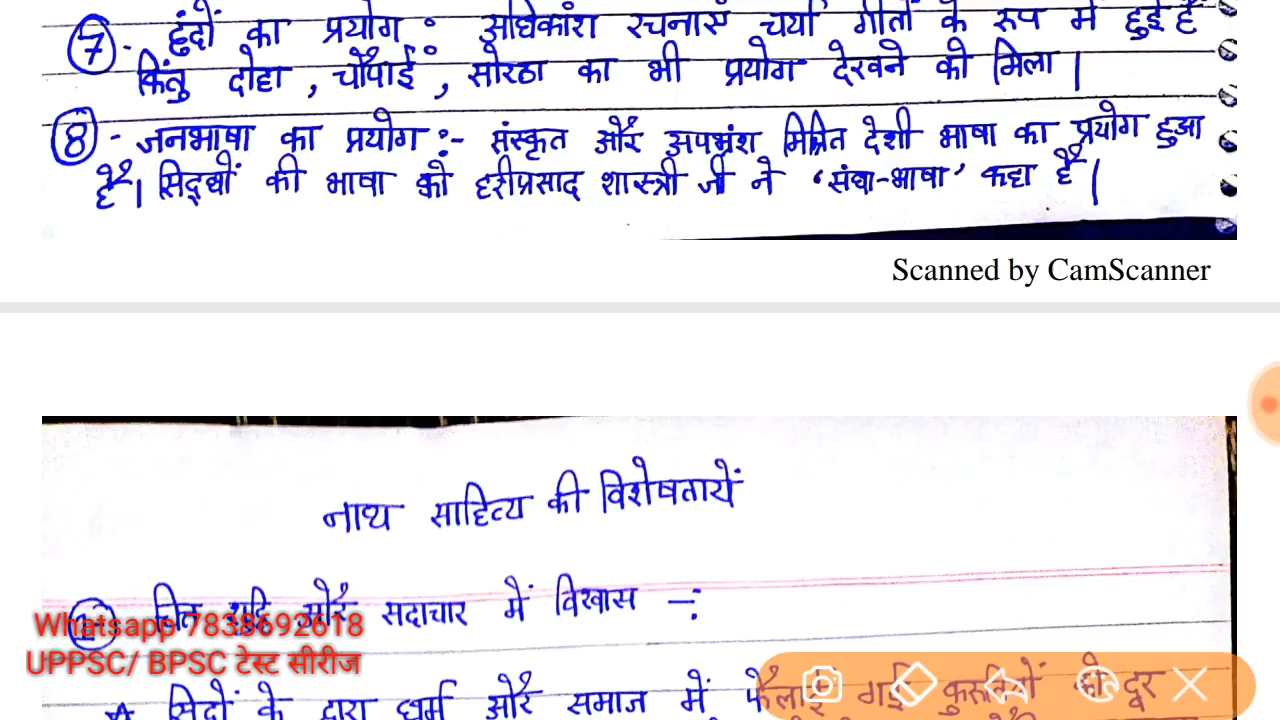 7 - छंदों का प्रयोग : अधिकांश रचनाएं चर्या गीतों के रूप में हुई हैं
किंतु दोहा , चौपाई , सोरठा का भी प्रयोग देखने को मिला |
8 - जनभाषा का प्रयोग :- संस्कृत और अपभ्रंश मिश्रित देशी भाषा का प्रयोग हुआ
है। सिद्धों की भाषा को हरीप्रसाद शास्त्री जी ने ‘संधा-भाषा’ कहा है |
Scanned by CamScanner
नाथ साहित्य की विशेषतायें
चित्त शुद्धि और सदाचार में विश्वास -:
Whatsapp 7838692618
UPPSC/ BPSC टेस्ट सीरीज
सिद्धों के द्वारा धर्म और समाज में फैलाई गई कुरूतियों को दूर